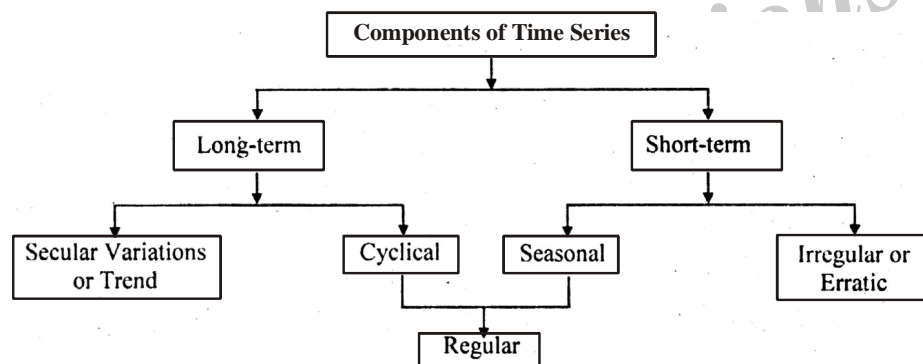 Components of Time Series
Long-term
Short-term
Secular Variations
or Trend
Cyclical
Seasonal
Irregular or
Erratic
Regular